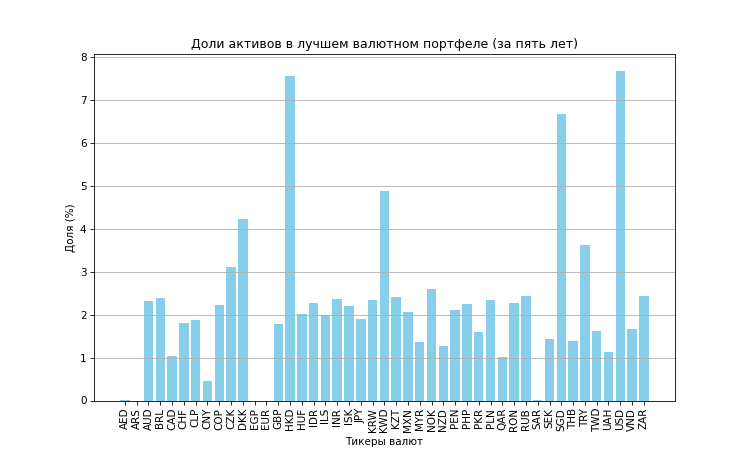 Доли активов в лучшем валютном портфеле (за пять лет)
Доля (%)
8
7
6
5
4
3
2
1
0
AED
ARS
AUD
BRL
CAD
CHF
CLP
CNY
COP
CZK
DKK
EGP
EUR
GBP
HKD
HUF
IDR
ILS
INR
ISK
JPY
KRW
KWD
KZT
MXN
MYR
NOK
NZD
PEN
PHP
PKR
PLN
QAR
RON
RUB
SAR
SEK
SGD
THB
TRY
TWD
UAH
USD
VND
ZAR
Тикеры валют